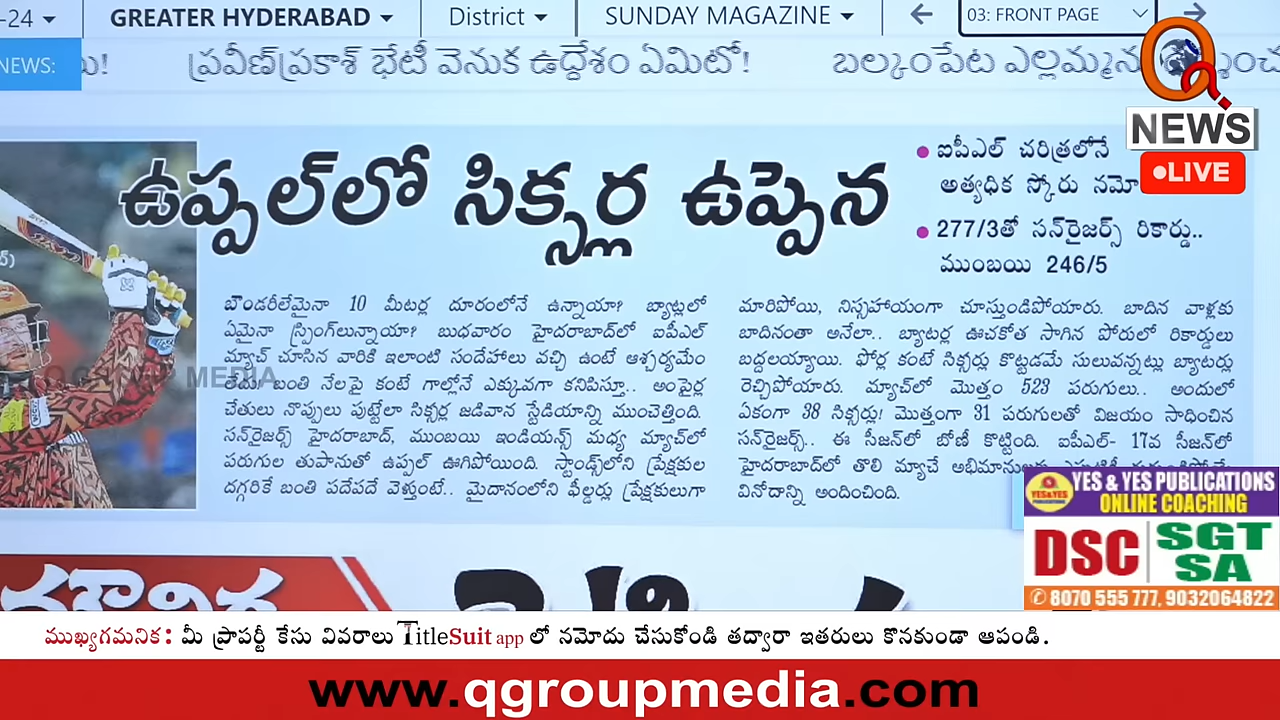 -24
GREATER HYDERABAD
District
SUNDAY MAGAZINE
03: FRONT PAGE
NEWS:
ప్రవీణ్‌ప్రకాశ్ భేటీ వెనుక ఉద్దేశం ఏమిటో!
బల్కంపేట ఎల్లమ్మను
Q
NEWS
LIVE
ఉప్పల్‌లో సిక్సర్ల ఉప్పెన
• ఐపీఎల్ చరిత్రలోనే
అత్యధిక స్కోరు
• 277/3తో సన్‌రైజర్స్ రికార్డు..
ముంబయి 246/5
బౌండరీలేమైనా 10 మీటర్ల దూరంలోనే ఉన్నాయా? బ్యాట్లలో
ఏమైనా స్ప్రింగ్‌లున్నాయా? బుధవారం హైదరాబాద్‌లో ఐపీఎల్
మ్యాచ్ చూసిన వారికి ఇలాంటి సందేహాలు వచ్చి ఉంటే ఆశ్చర్యమేం
లేదు. బంతి నేలపై కంటే గాల్లోనే ఎక్కువగా కనిపిస్తూ.. అంపైర్ల
చేతులు నొప్పులు పుట్టేలా సిక్సర్ల జడివాన స్టేడియాన్ని ముంచెత్తింది.
సన్‌రైజర్స్ హైదరాబాద్, ముంబయి ఇండియన్స్ మధ్య మ్యాచ్‌లో
పరుగుల తుపానుతో ఉప్పల్ ఊగిపోయింది. స్టాండ్స్‌లోని ప్రేక్షకుల
దగ్గరికే బంతి పదేపదే వెళ్తుంటే.. మైదానంలోని ఫీల్డర్లు ప్రేక్షకులుగా
మారిపోయి, నిస్సహాయంగా చూస్తుండిపోయారు. బాదిన వాళ్లకు
బాదినంతా అనేలా.. బ్యాటర్ల ఊచకోత సాగిన పోరులో రికార్డులు
బద్దలయ్యాయి. ఫోర్ల కంటే సిక్సర్లు కొట్టడమే సులువన్నట్లు బ్యాటర్లు
రెచ్చిపోయారు. మ్యాచ్‌లో మొత్తం 523 పరుగులు.. అందులో
ఏకంగా 38 సిక్సర్లు! మొత్తంగా 31 పరుగులతో విజయం సాధించిన
సన్‌రైజర్స్.. ఈ సీజన్‌లో బోణీ కొట్టింది. ఐపీఎల్- 17వ సీజన్‌లో
హైదరాబాద్‌లో తొలి మ్యాచే
వినోదాన్ని అందించింది.
Q GROUP MEDIA
YES & YES PUBLICATIONS
ONLINE COACHING
DSC SGT
SA
8070 555 777, 9032064822
ముఖ్యగమనిక: మీ ప్రాపర్టీ కేసు వివరాలు TitleSuit app లో నమోదు చేసుకోండి తద్వారా ఇతరులు కొనకుండా ఆపండి.
www.qgroupmedia.com